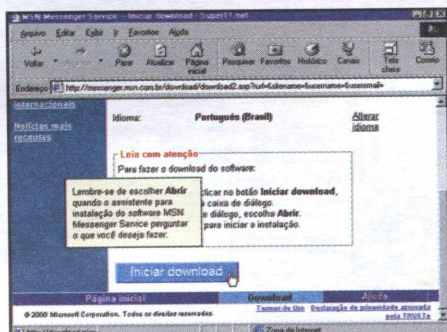 MSN Messenger Service - Iniciar download - Super11.net
Arquivo Editar Exibir Ir Favoritos Ajuda
Voltar Parar Atualizar Página inicial Pesquisar Favoritos Histórico Canais Tela cheia Correio
Endereço http://messenger.msn.com.br/download/download2.asp?
Internacionais
Notícias mais
recentes
Idioma: Português (Brasil) Alterar
idioma
Leia com atenção
Para fazer o download do software:
clicar no botão Iniciar download,
caixa de diálogo.
diálogo, escolha Abrir.
para iniciar a instalação.
Lembre-se de escolher Abrir
quando o assistente para
instalação do software MSN
Messenger Service perguntar
o que você deseja fazer.
Iniciar download
Página inicial Download Ajuda
© 2000 Microsoft Corporation. Todos os direitos reservados. Termos de Uso Declaração de privacidade aprovada
pela TRUSTe
Zona da Internet